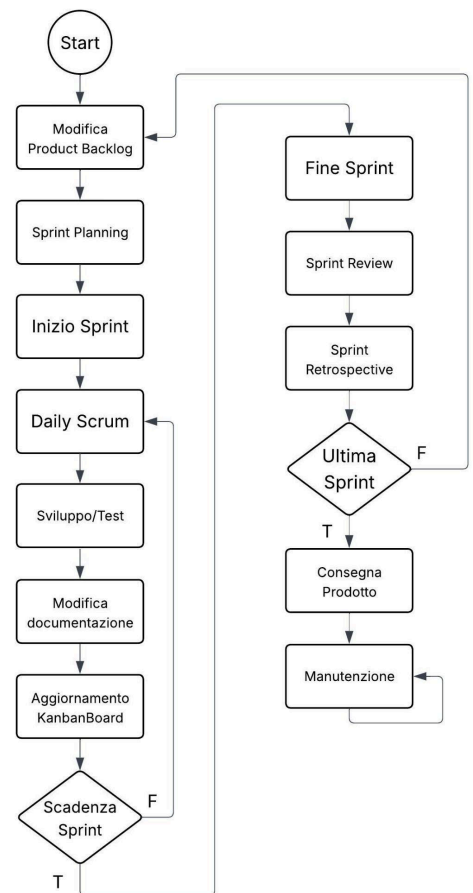 Start
Modifica
Product Backlog
Sprint Planning
Inizio Sprint
Daily Scrum
Sviluppo/Test
Modifica
documentazione
Aggiornamento
KanbanBoard
Scadenza
Sprint
F
T
Fine Sprint
Sprint Review
Sprint
Retrospective
Ultima
Sprint
F
T
Consegna
Prodotto
Manutenzione